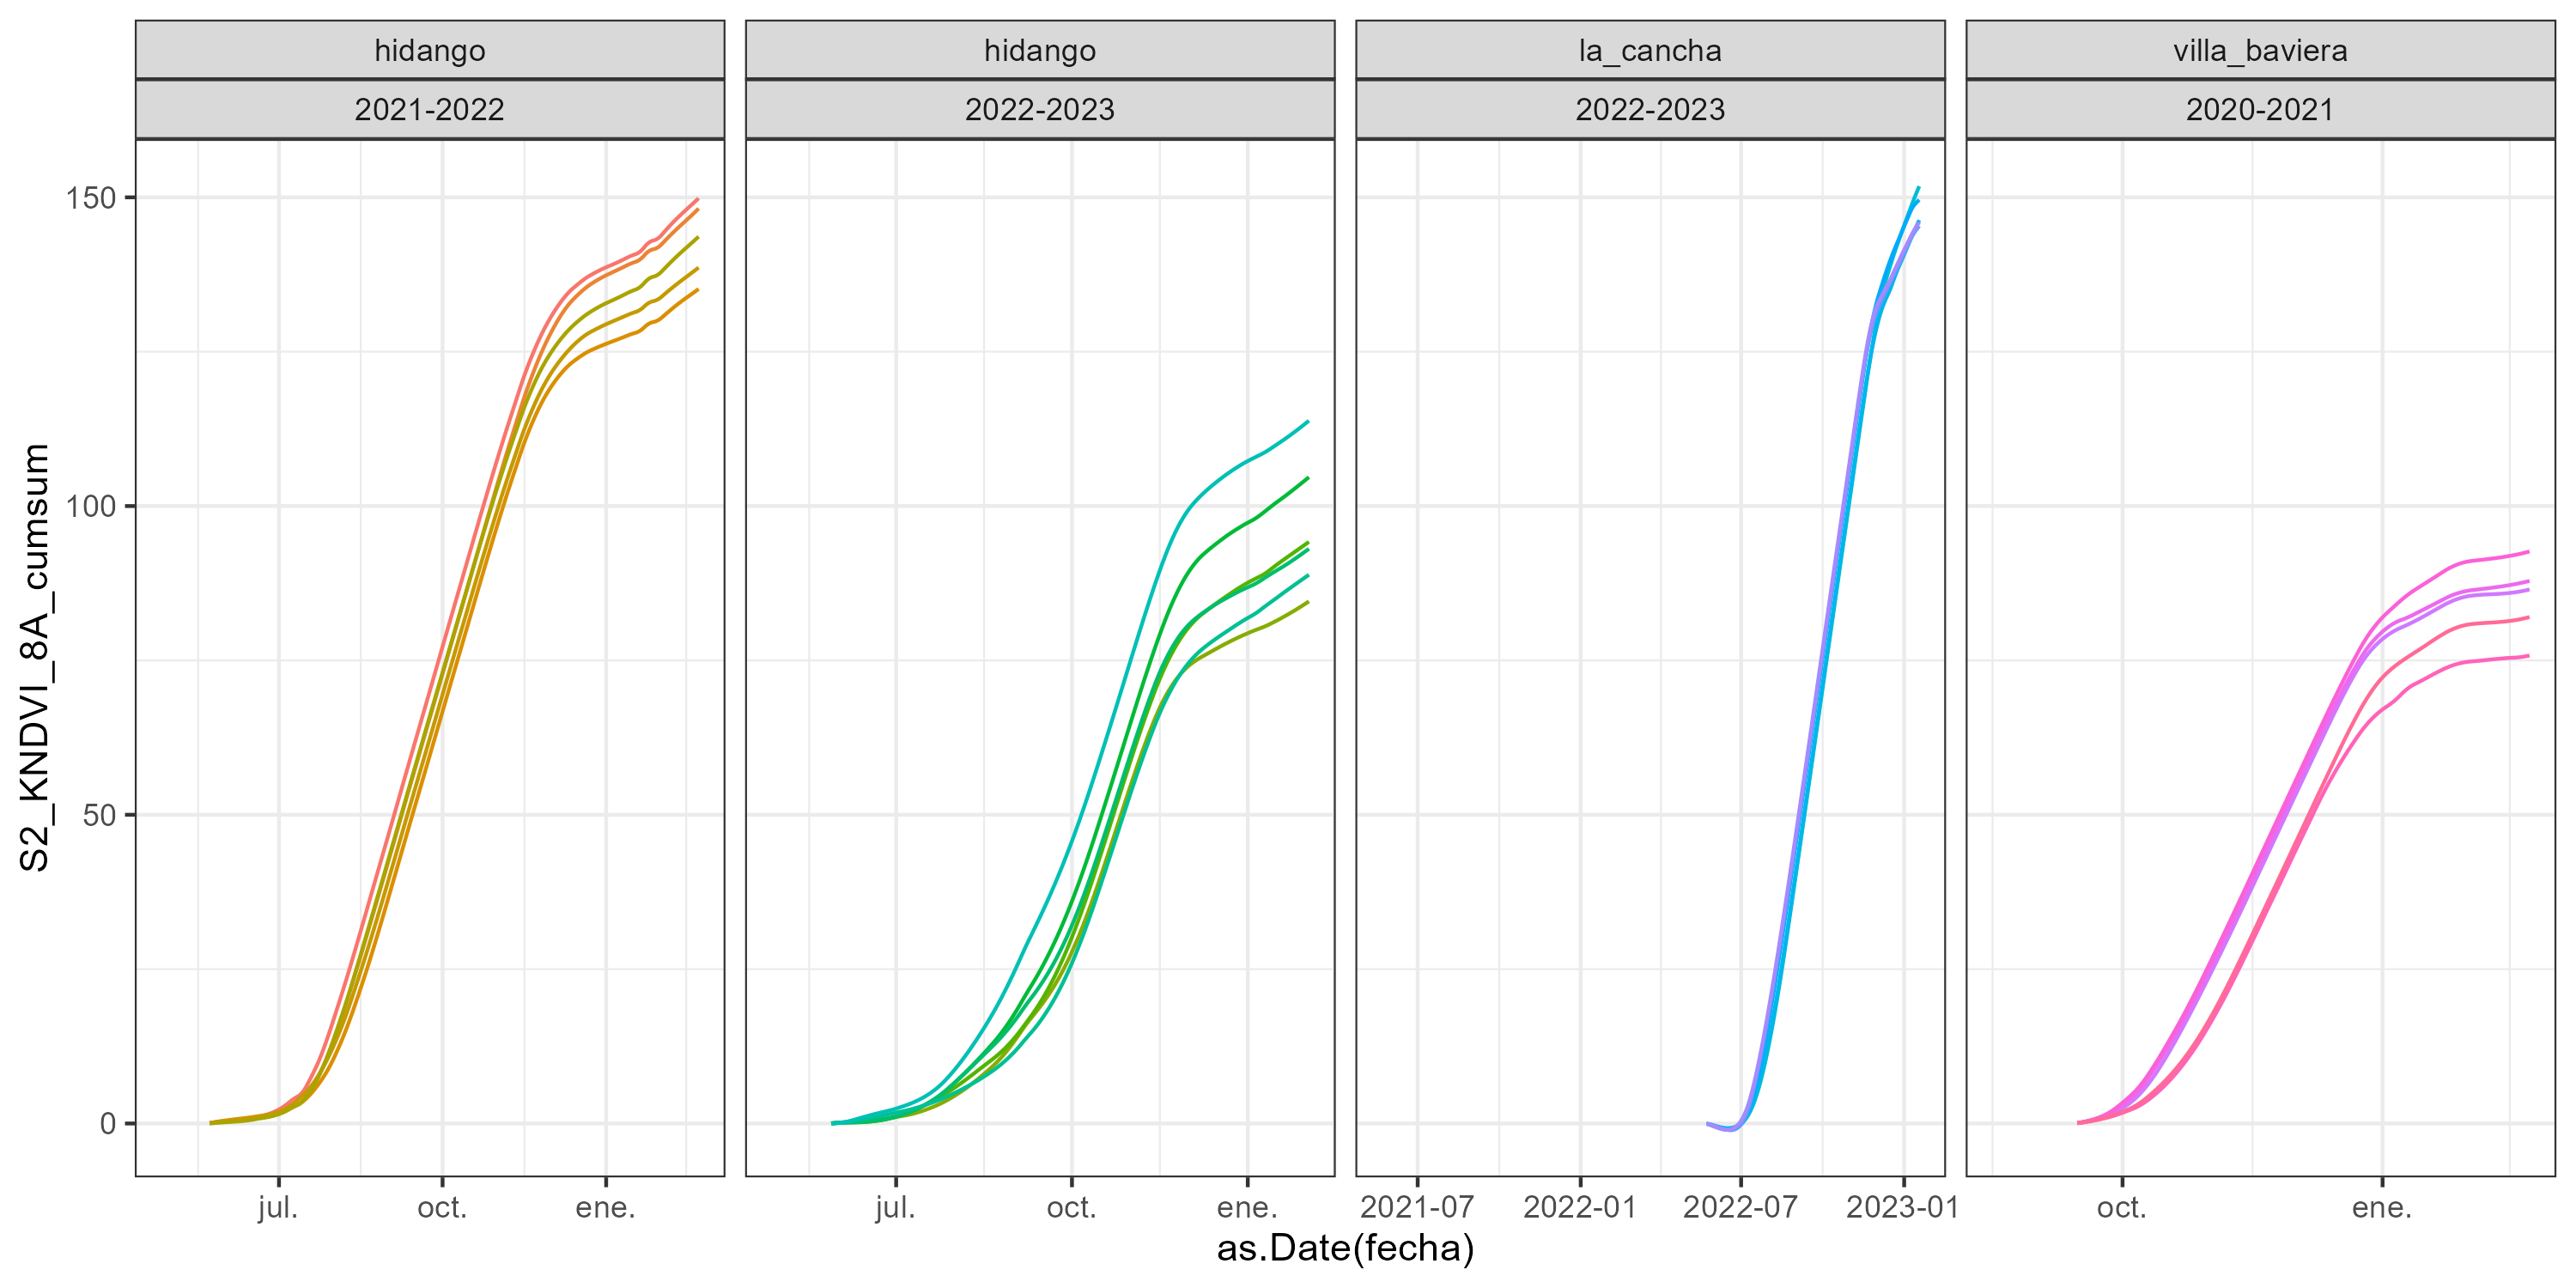 hidango
hidango
la_cancha
villa_baviera
2021-2022
2022-2023
2022-2023
2020-2021
S2_KNDVI_8A_cumsum
150
100
50
0
jul.
oct.
ene.
jul.
oct.
ene.
2021-07
2022-01
2022-07
2023-01
oct.
ene.
as.Date(fecha)